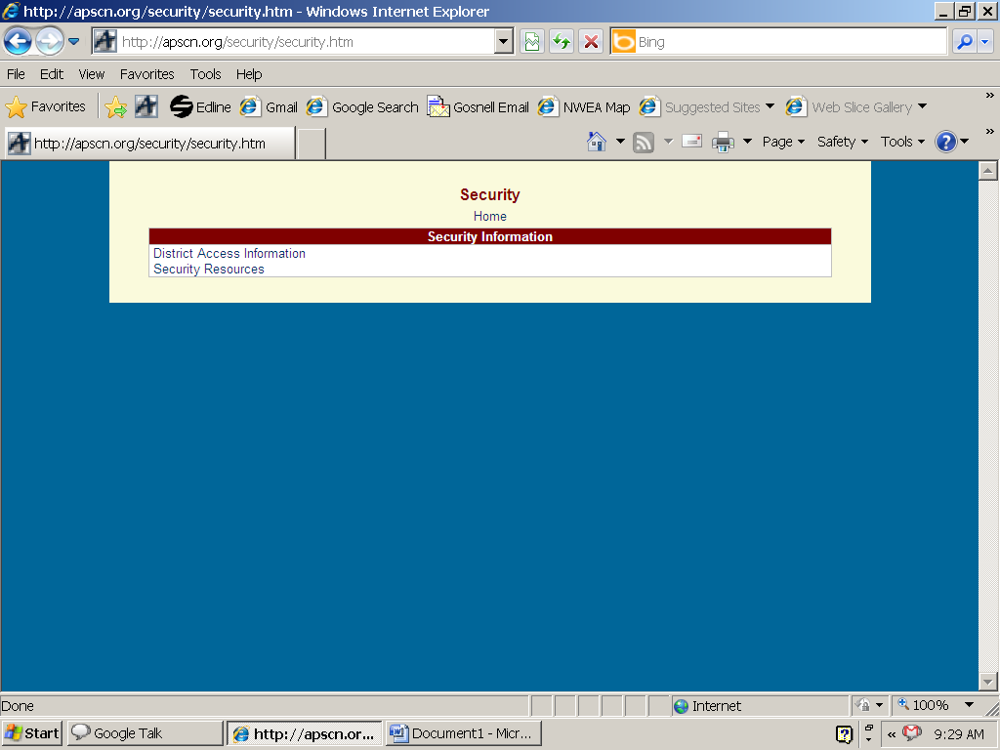 http://apscn.org/security/security.htm - Windows Internet Explorer
http://apscn.org/security/security.htm
Bing
File Edit View Favorites Tools Help
Favorites Edline Gmail Google Search Gosnell Email NWEA Map Suggested Sites Web Slice Gallery »
http://apscn.org/security/security.htm Page Safety Tools »
Security
Home
Security Information
District Access Information
Security Resources
Done Internet 100%
Start Google Talk http://apscn.or... Document1 - Micr... « 9:29 AM